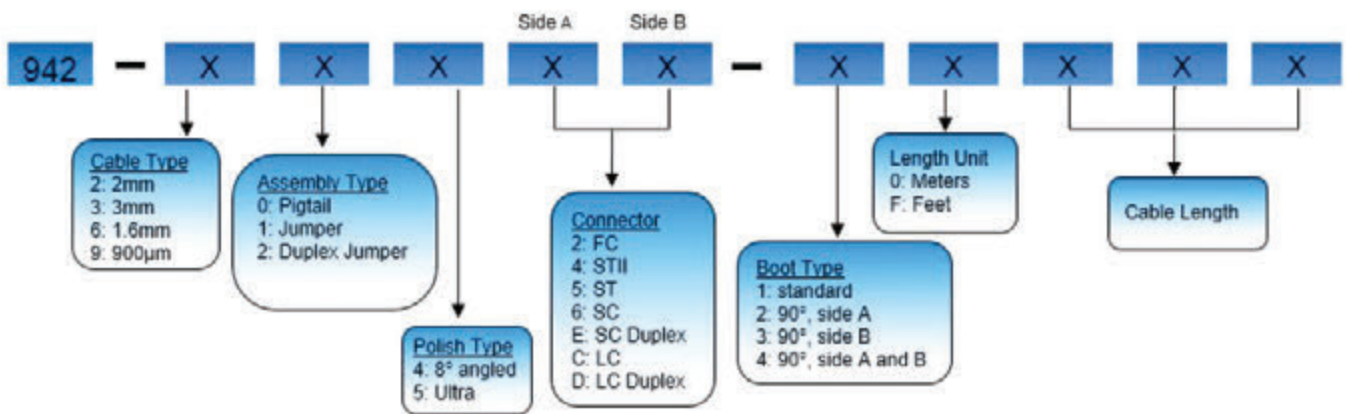 Side A Side B
942 – X X X X X – X X X X X
Cable Type
2: 2mm
3: 3mm
6: 1.6mm
9: 900µm
Assembly Type
0: Pigtail
1: Jumper
2: Duplex Jumper
Polish Type
4: 8° angled
5: Ultra
Connector
2: FC
4: STII
5: ST
6: SC
E: SC Duplex
C: LC
D: LC Duplex
Boot Type
1: standard
2: 90°, side A
3: 90°, side B
4: 90°, side A and B
Length Unit
0: Meters
F: Feet
Cable Length